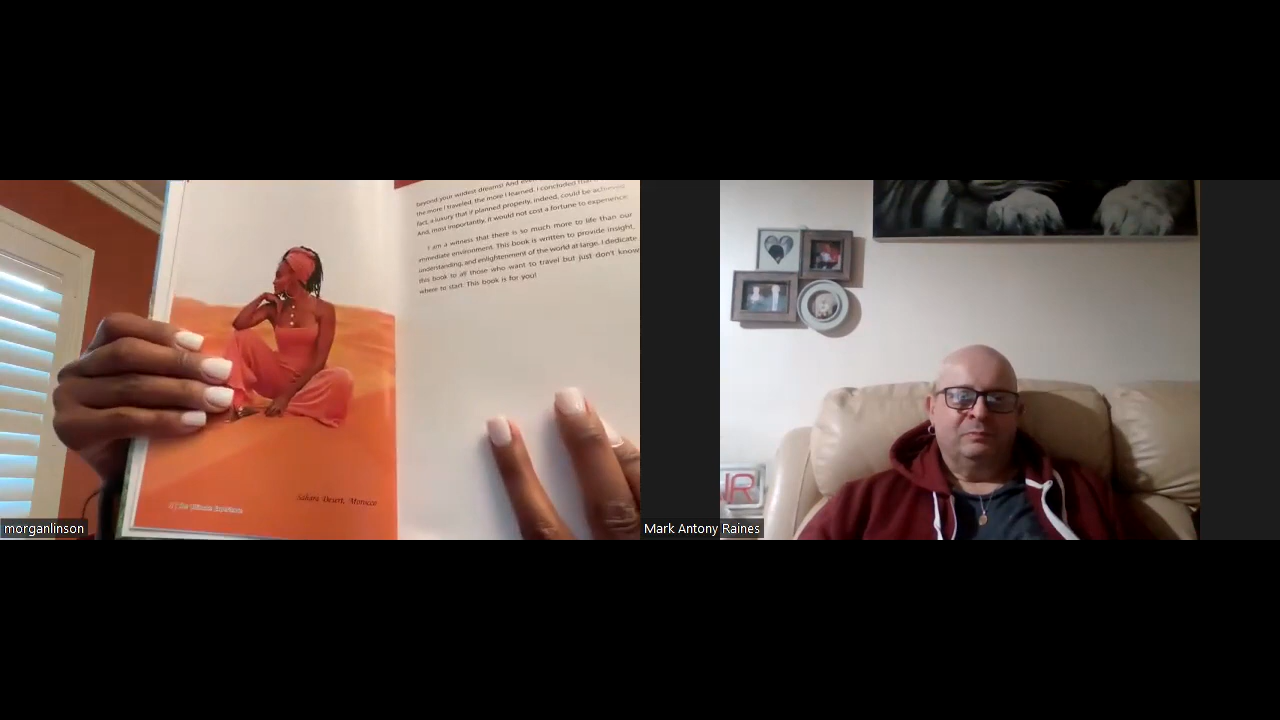 beyond your wildest dreams! And
the more I traveled, the more I learned. I concluded
fact, a luxury that if planned properly, indeed, could be achieved
And, most importantly, it would not cost a fortune to experience.
I am a witness that there is so much more to life than our
immediate environment. This book is written to provide insight,
understanding, and enlightenment of the world at large. I dedicate
this book to all those who want to travel but just don't know
where to start. This book is for you!
Sahara Desert, Morocco
Ultimate Experience
morganlinson
Mark Antony Raines